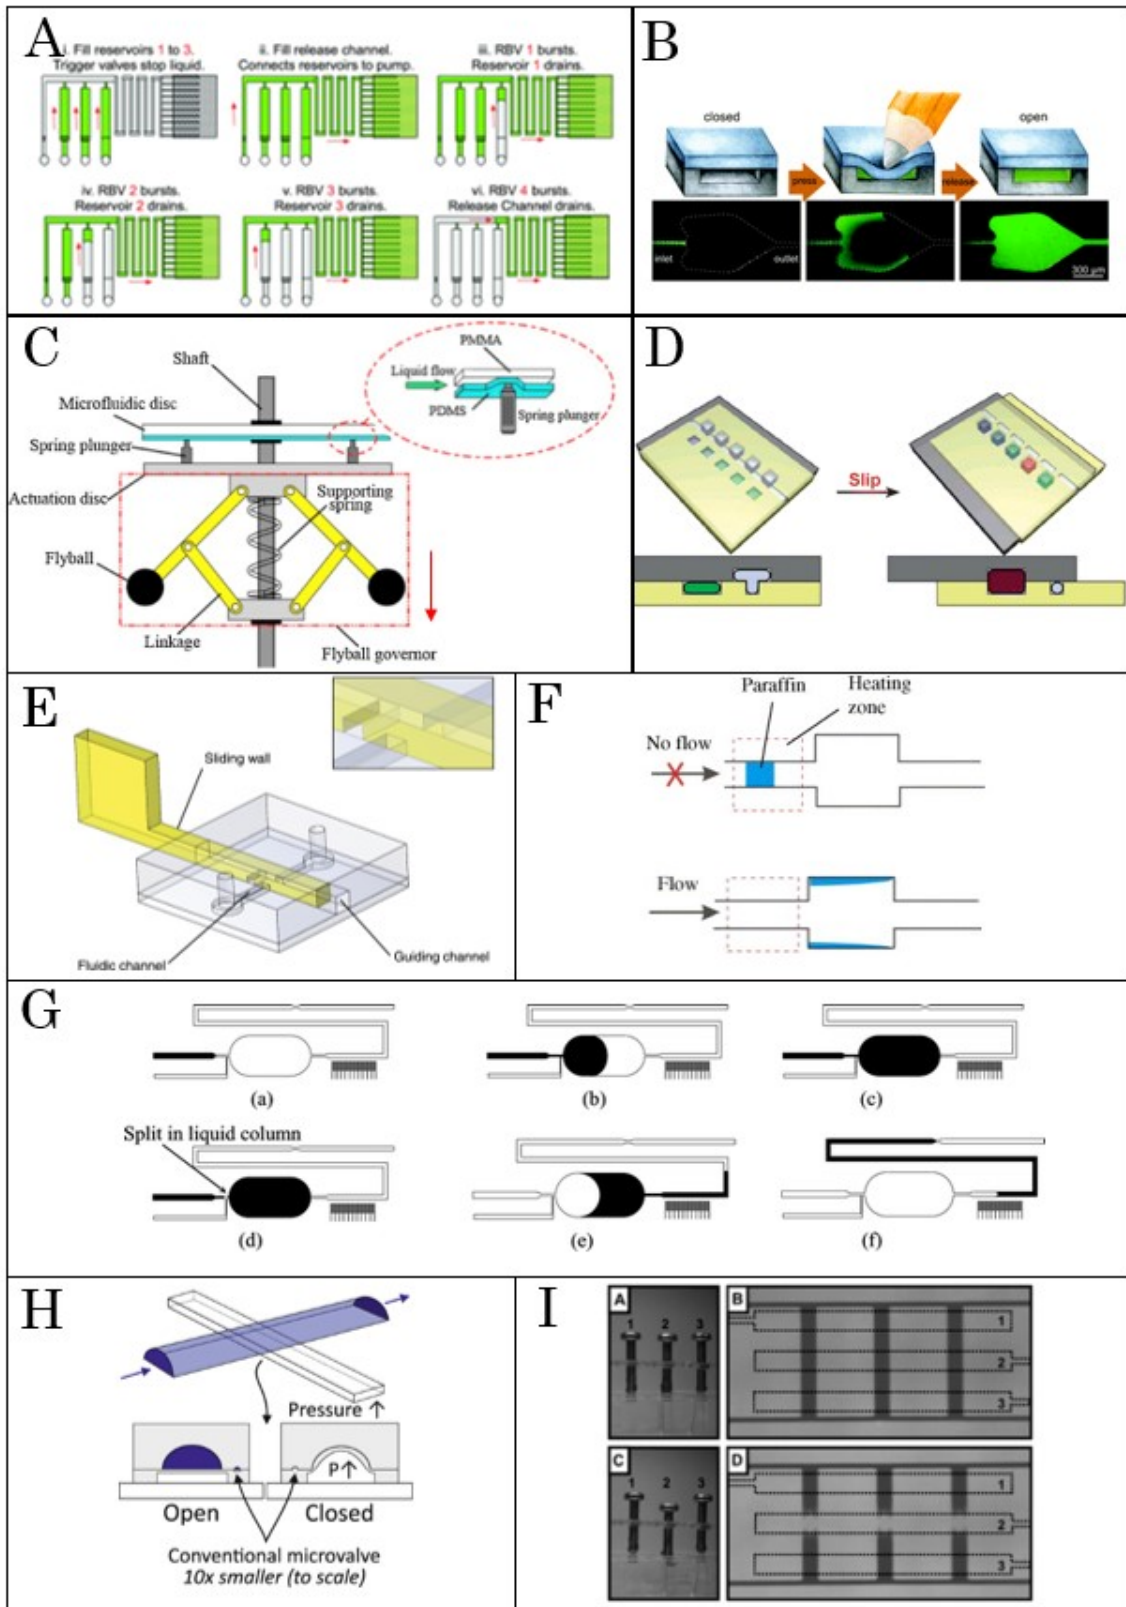 A
i. Fill reservoirs 1 to 3.
Trigger valves stop liquid.
ii. Fill release channel.
Connects reservoirs to pump.
iii. RBV 1 bursts.
Reservoir 1 drains.
iv. RBV 2 bursts.
Reservoir 2 drains.
v. RBV 3 bursts.
Reservoir 3 drains.
vi. RBV 4 bursts.
Release Channel drains.
B
closed
open
press
release
inlet
outlet
300 µm
C
Shaft
Microfluidic disc
Spring plunger
Actuation disc
Supporting
spring
Flyball
Linkage
Flyball governor
PMMA
Liquid flow
PDMS
Spring plunger
D
Slip
E
Sliding wall
Fluidic channel
Guiding channel
F
Paraffin
Heating
zone
No flow
Flow
G
(a)
(b)
(c)
Split in liquid column
(d)
(e)
(f)
H
Pressure ↑
P↑
Open
Closed
Conventional microvalve
10x smaller (to scale)
I
A
1 2 3
B
1
2
3
C
1 2 3
D
1
2
3